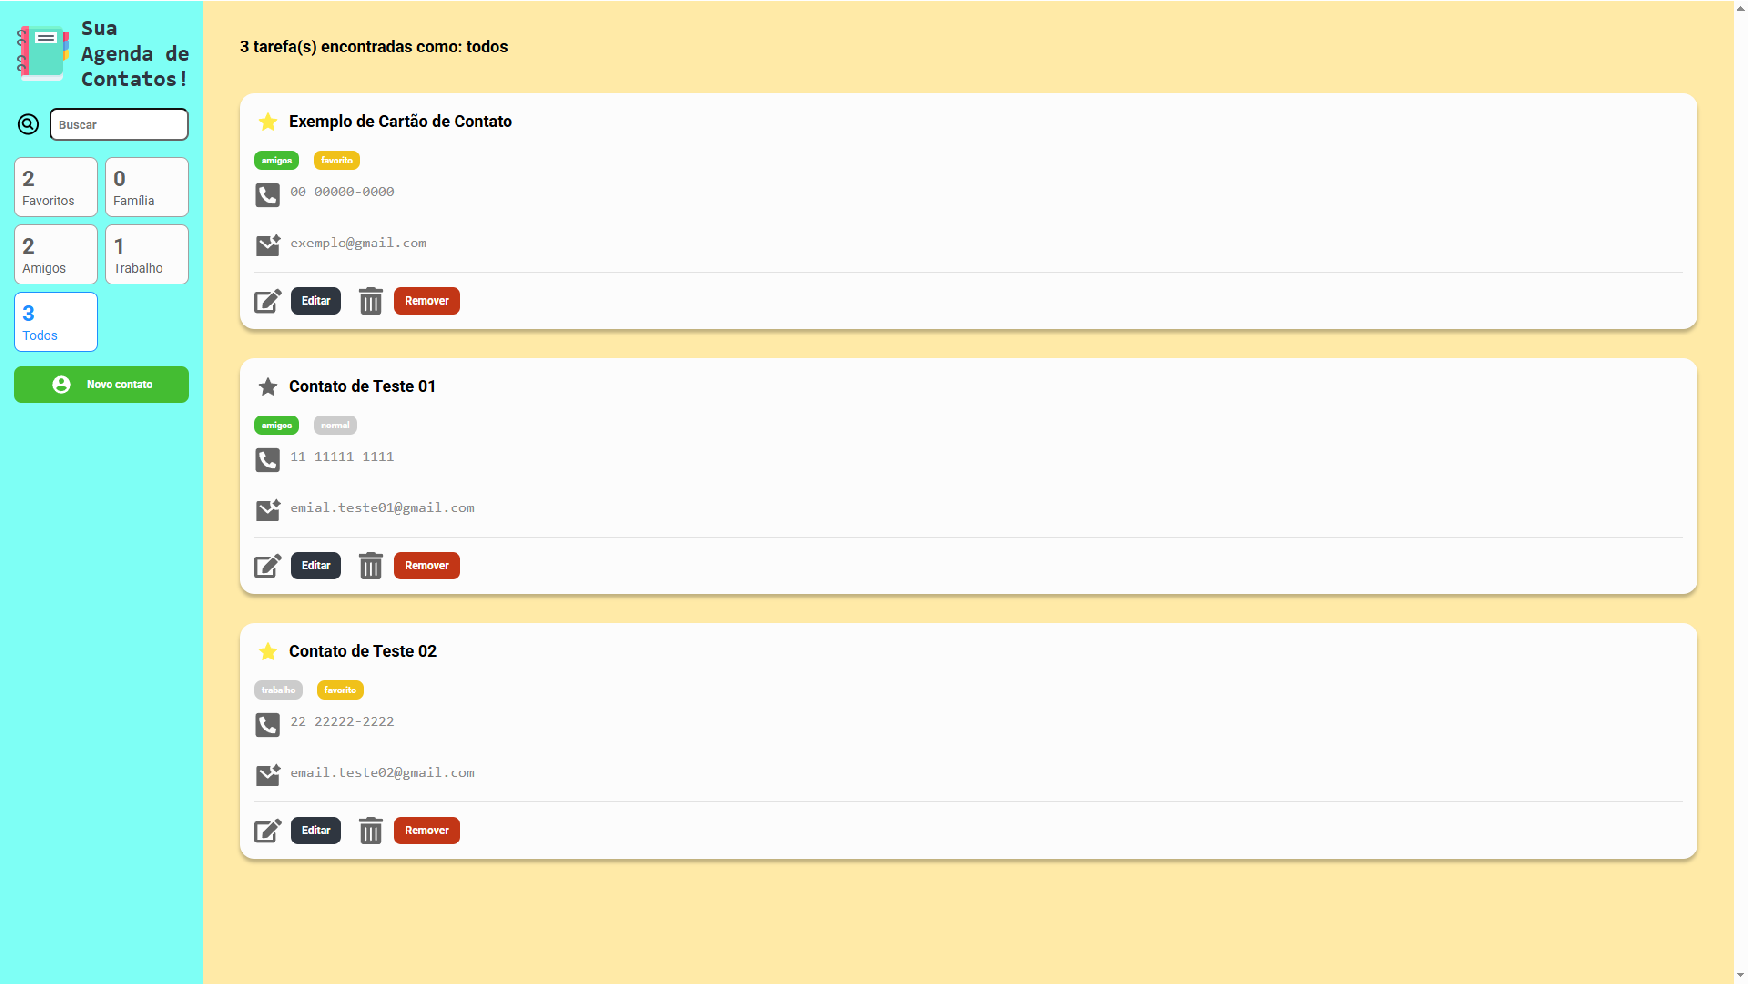 Sua
Agenda de
Contatos!
Buscar
2
Favoritos
0
Família
2
Amigos
1
Trabalho
3
Todos
Novo contato
3 tarefa(s) encontradas como: todos
Exemplo de Cartão de Contato
amigos favorito
00 00000-0000
exemplo@gmail.com
Editar Remover
Contato de Teste 01
amigos normal
11 11111 1111
emial.teste01@gmail.com
Editar Remover
Contato de Teste 02
trabalho favorito
22 22222-2222
email.teste02@gmail.com
Editar Remover